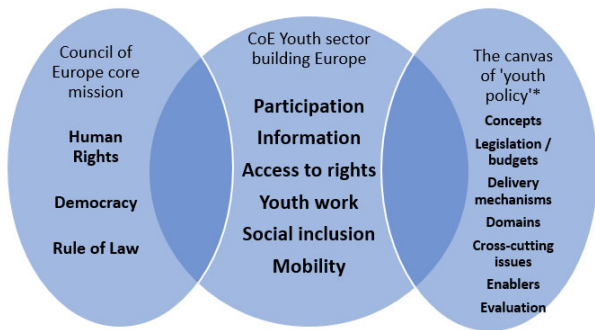 Council of
Europe core
mission
Human
Rights
Democracy
Rule of Law
CoE Youth sector
building Europe
Participation
Information
Access to rights
Youth work
Social inclusion
Mobility
The canvas
of 'youth
policy'*
Concepts
Legislation /
budgets
Delivery
mechanisms
Domains
Cross-cutting
issues
Enablers
Evaluation